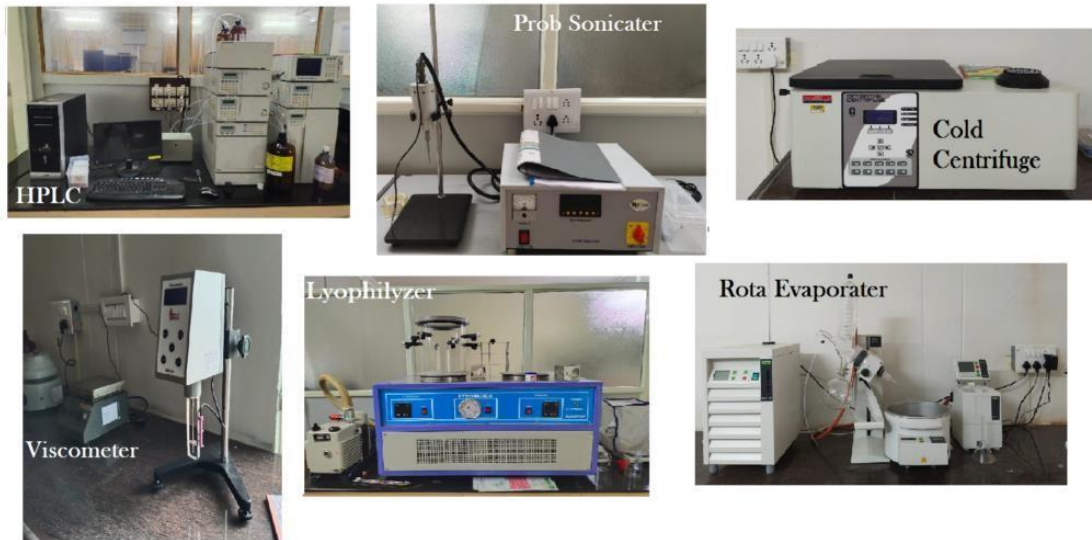 HPLC
Prob Sonicater
Cold
Centrifuge
Viscometer
Lyophilyzer
Rota Evaporater